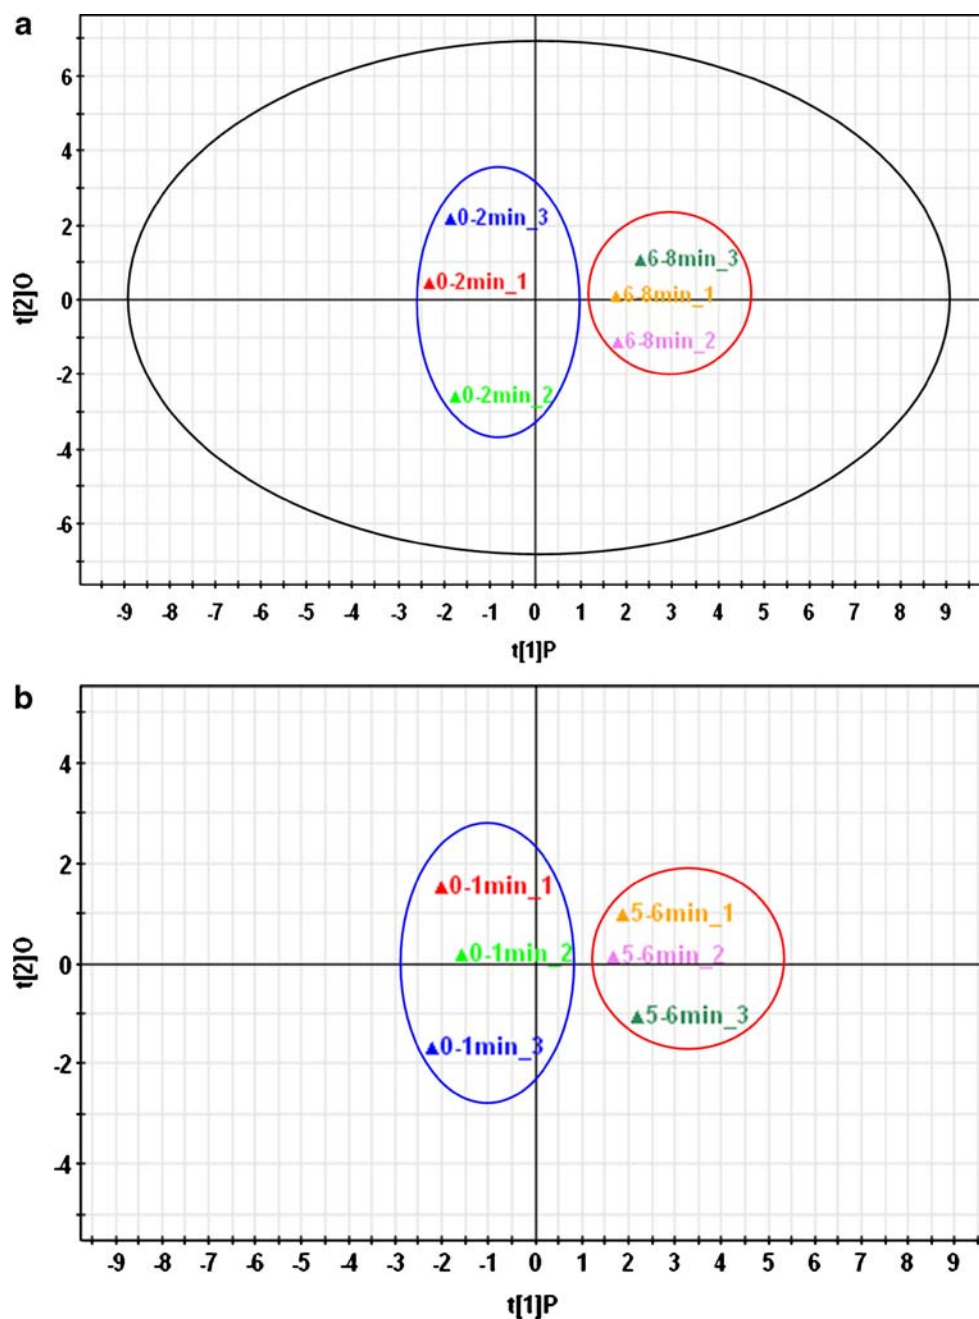 a
6
4
2
0
-2
-4
-6
t[2]O
0-2min_3
0-2min_1
0-2min_2
6-8min_3
6-8min_1
6-8min_2
-9 -8 -7 -6 -5 -4 -3 -2 -1 0 1 2 3 4 5 6 7 8 9
t[1]P
b
4
2
0
-2
-4
t[2]O
0-1min_1
0-1min_2
0-1min_3
5-6min_1
5-6min_2
5-6min_3
-9 -8 -7 -6 -5 -4 -3 -2 -1 0 1 2 3 4 5 6 7 8 9
t[1]P